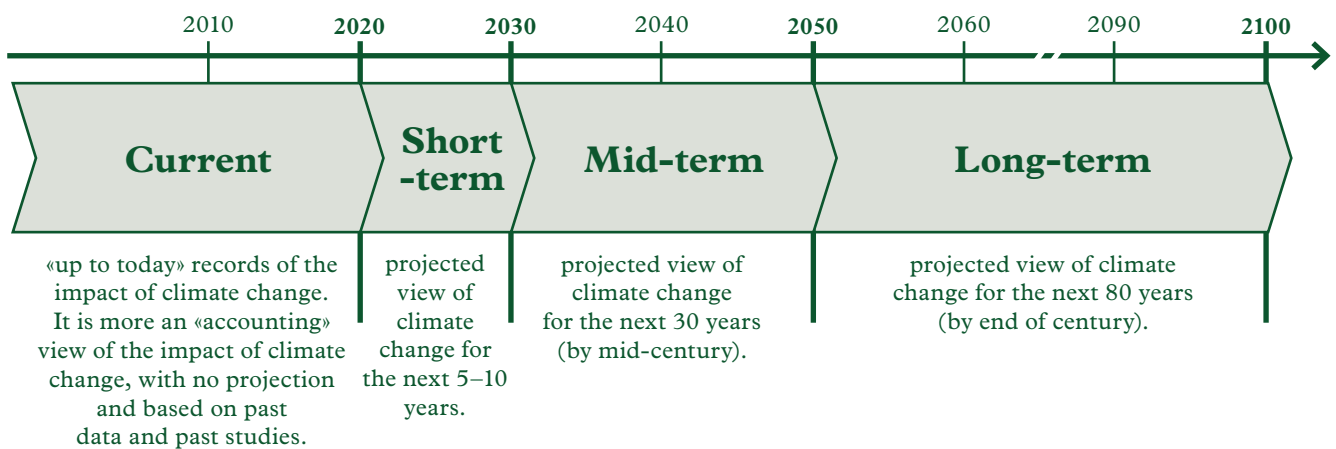 2010 2020 2030 2040 2050 2060 2090 2100
Current
Short
-term
Mid-term
Long-term
«up to today» records of the
impact of climate change.
It is more an «accounting»
view of the impact of climate
change, with no projection
and based on past
data and past studies.
projected
view of
climate
change for
the next 5–10
years.
projected view of
climate change
for the next 30 years
(by mid-century).
projected view of climate
change for the next 80 years
(by end of century).